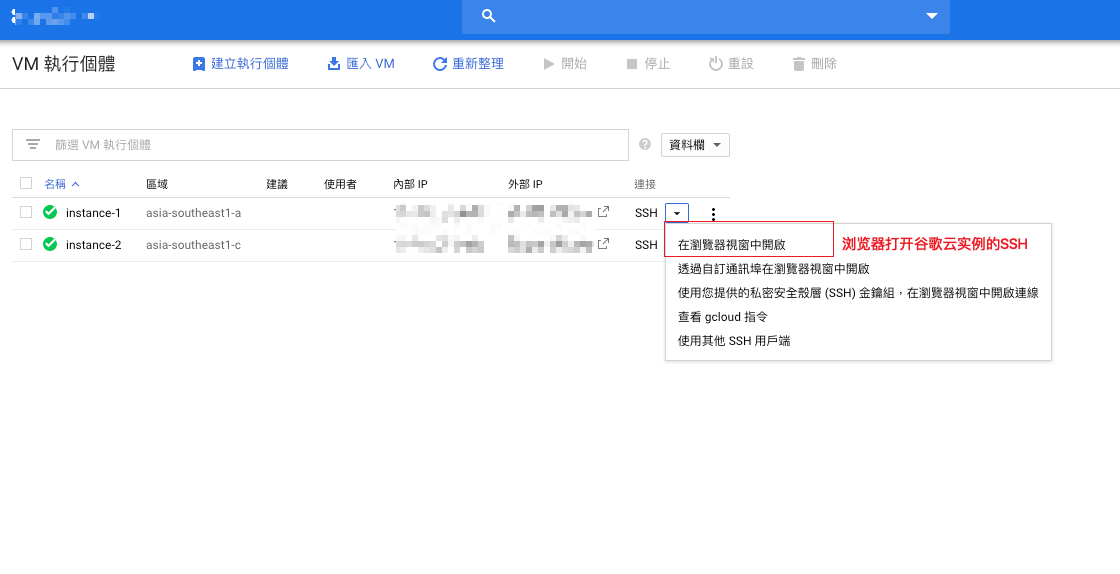 VM 執行個體
建立執行個體
匯入 VM
重新整理
開始
停止
重設
刪除
篩選 VM 執行個體
資料欄
名稱 區域 建議 使用者 內部 IP 外部 IP 連接
instance-1 asia-southeast1-a SSH
instance-2 asia-southeast1-c SSH
在瀏覽器視窗中開啟
浏览器打开谷歌云实例的SSH
透過自訂通訊埠在瀏覽器視窗中開啟
使用您提供的私密安全殼層 (SSH) 金鑰組，在瀏覽器視窗中開啟連線
查看 gcloud 指令
使用其他 SSH 用戶端